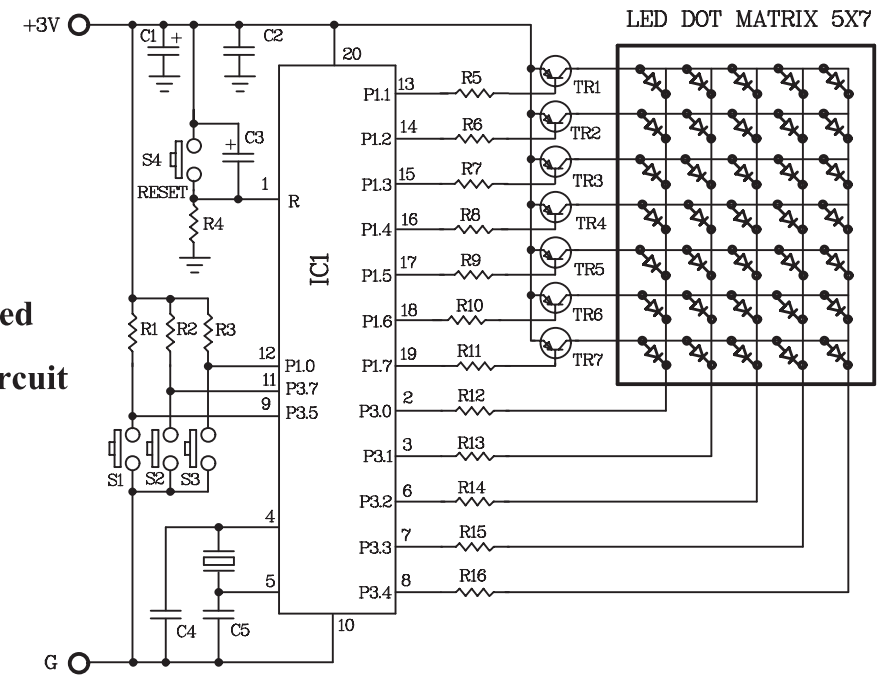 LED DOT MATRIX 5X7
+3V
C1
+
C2
20
13
P1.1
R5
TR1
14
P1.2
R6
TR2
S4
+
C3
RESET
1
R
15
P1.3
R7
TR3
R4
16
P1.4
R8
TR4
IC1
17
P1.5
R9
TR5
ed
R1
R2
R3
18
P1.6
R10
TR6
rcuit
12
P1.0
19
P1.7
R11
TR7
11
P3.7
9
P3.5
2
P3.0
R12
S1
S2
S3
3
P3.1
R13
6
P3.2
R14
4
7
P3.3
R15
5
8
P3.4
R16
C4
C5
10
G